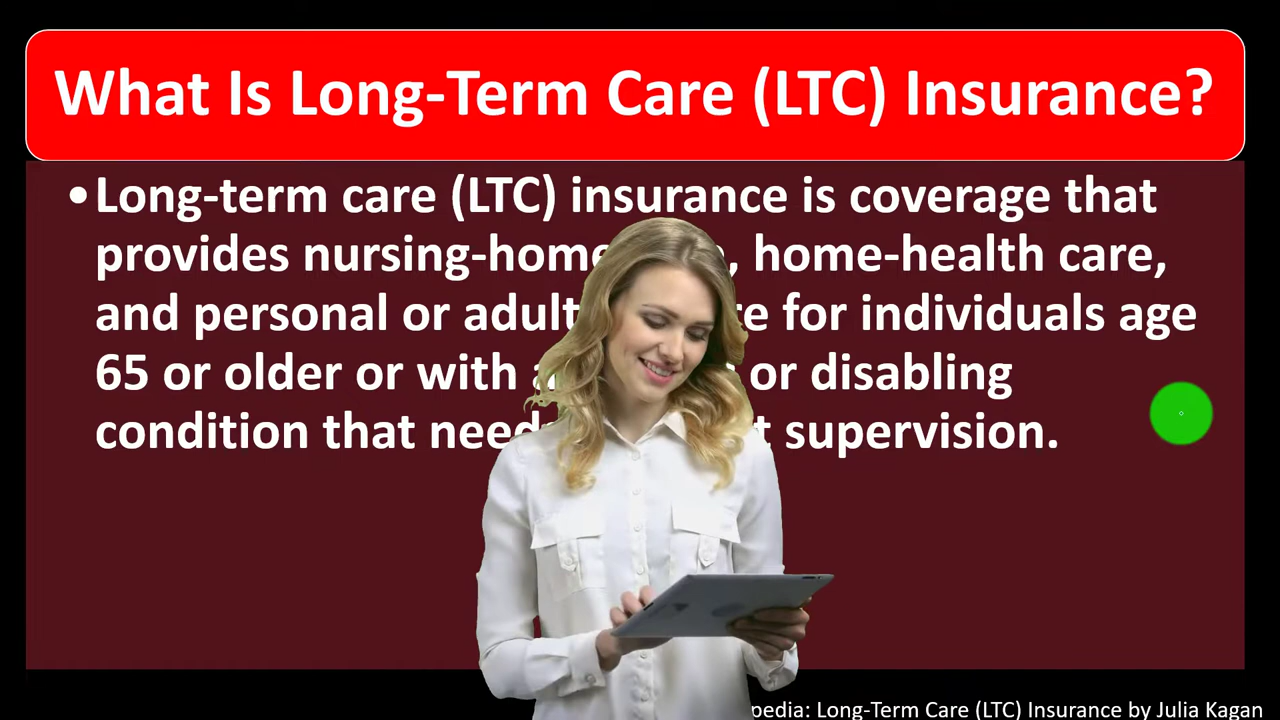 What Is Long-Term Care (LTC) Insurance?
•Long-term care (LTC) insurance is coverage that
provides nursing-home , home-health care,
and personal or adult for individuals age
65 or older or with or disabling
condition that supervision.
Long-Term Care (LTC) Insurance by Julia Kagan